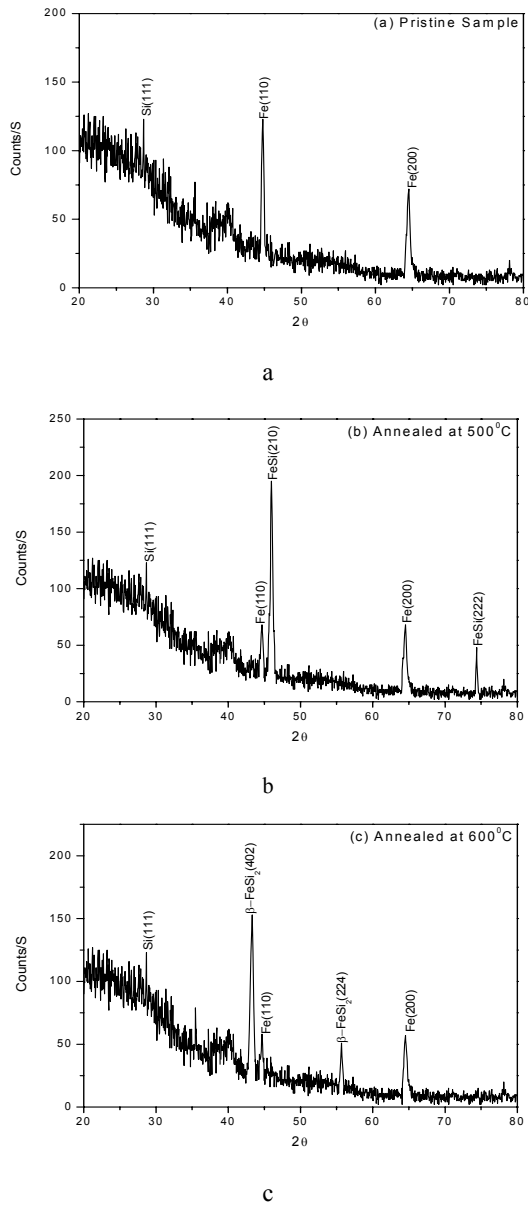 (a) Pristine Sample
200
150
100
50
0
Counts/S
Si(111)
Fe(110)
Fe(200)
20 30 40 50 60 70 80
2θ
a
(b) Annealed at 500⁰C
250
200
150
100
50
0
Counts/S
Si(111)
Fe(110)
FeSi(210)
Fe(200)
FeSi(222)
20 30 40 50 60 70 80
2θ
b
(c) Annealed at 600⁰C
200
150
100
50
0
Counts/S
Si(111)
β−FeSi₂(402)
Fe(110)
β−FeSi₂(224)
Fe(200)
20 30 40 50 60 70 80
2θ
c